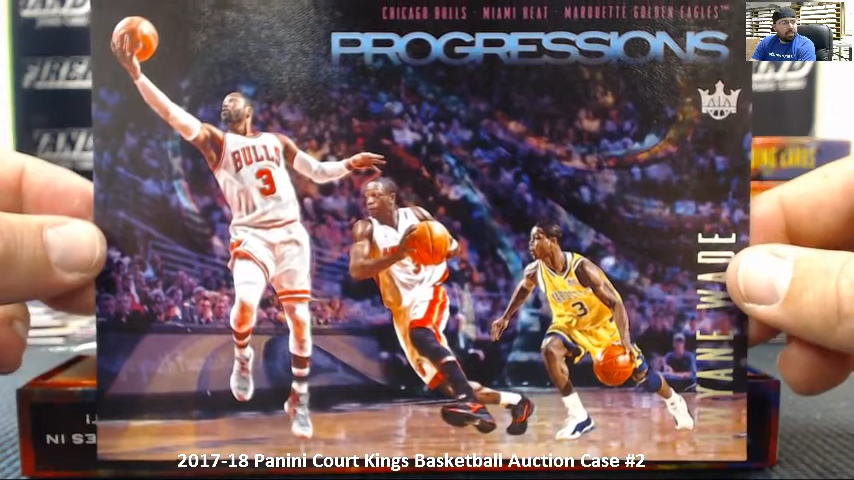 CHICAGO BULLS · MIAMI HEAT · MARQUETTE GOLDEN EAGLES™
PROGRESSIONS
BULLS
3
3
DWYANE WADE
2017-18 Panini Court Kings Basketball Auction Case #2